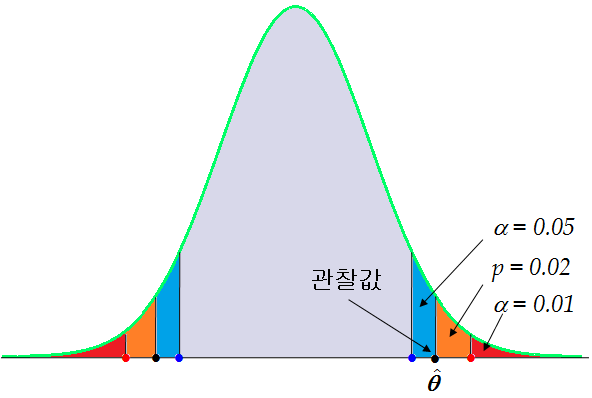 α = 0.05
관찰값
p = 0.02
α = 0.01
θ̂